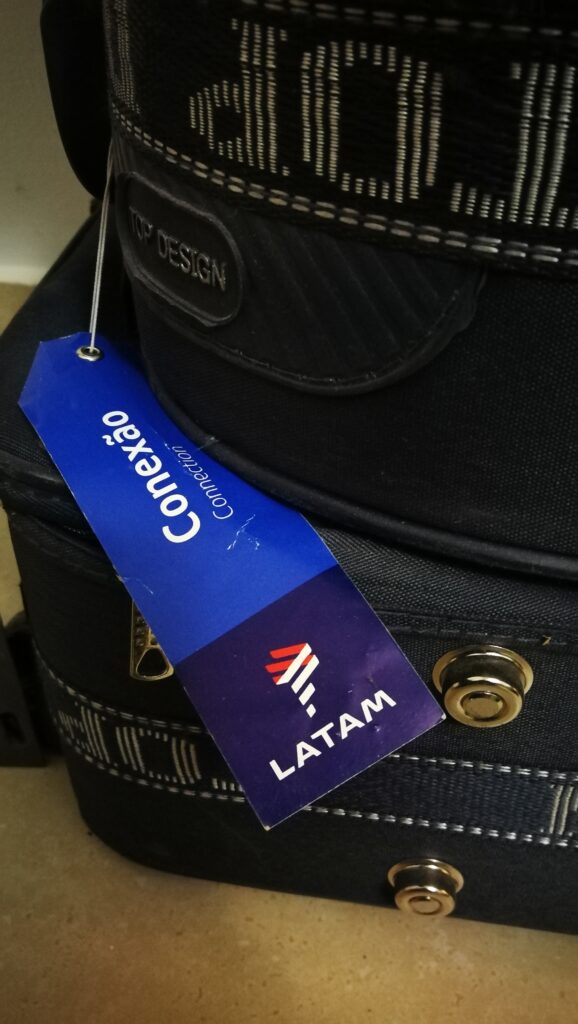 TOP DESIGN
Conexão
Connection
LATAM